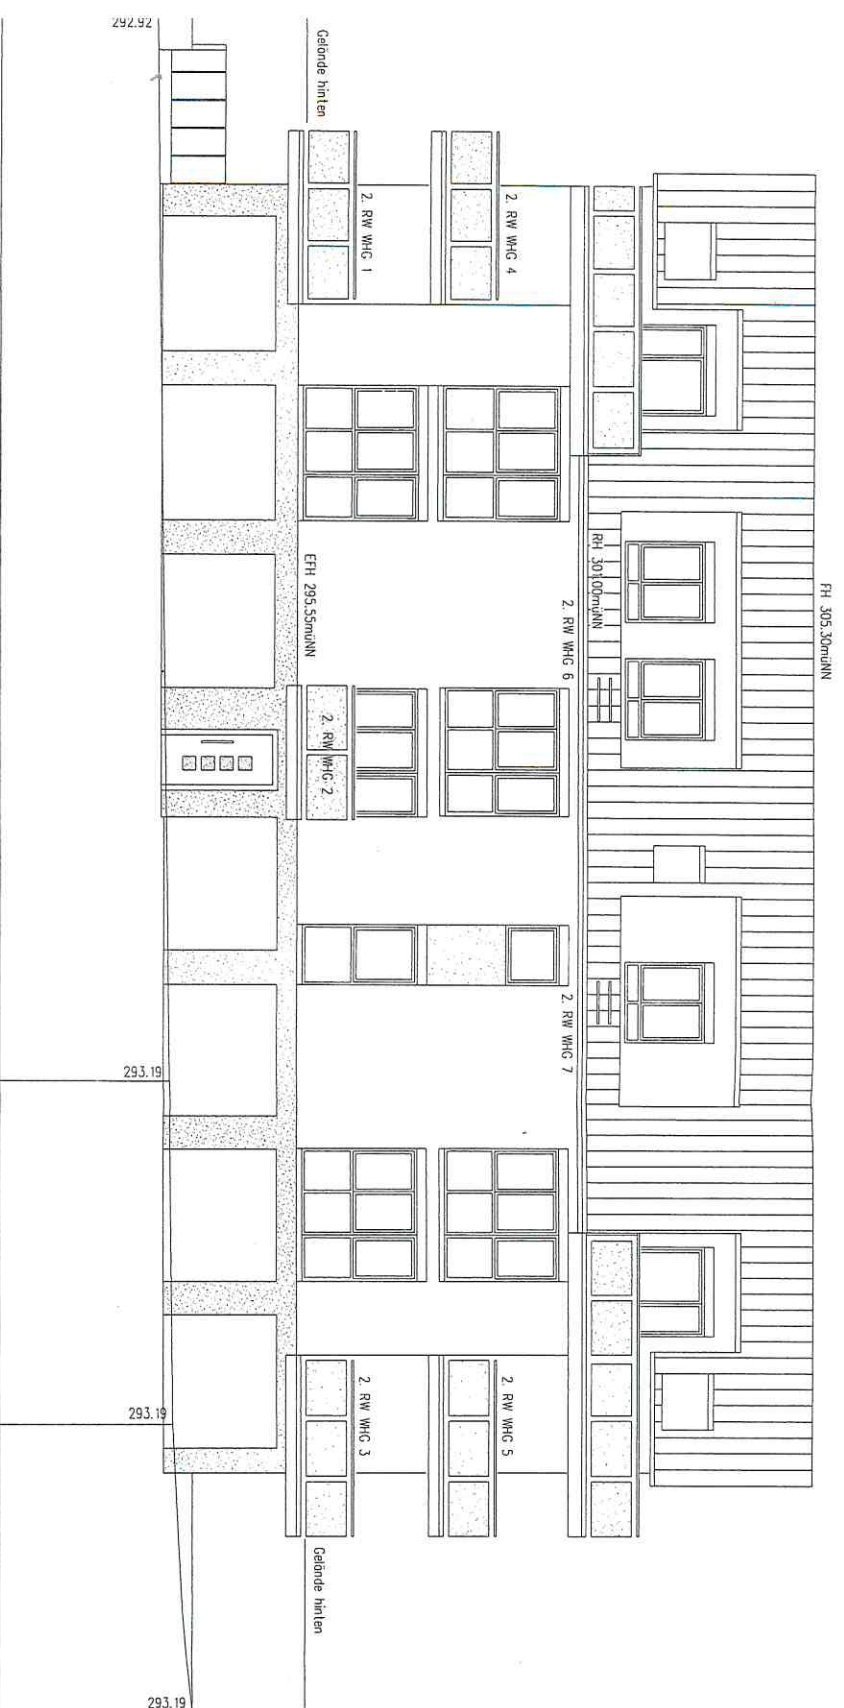 FH 305.30müNN
RH 301.00müNN
2. RW WHG 6
2. RW WHG 7
2. RW WHG 4
2. RW WHG 5
2. RW WHG 1
2. RW WHG 2
2. RW WHG 3
EFH 295.55müNN
Gelände hinten
Gelände hinten
292.92
293.19
293.19
293.19